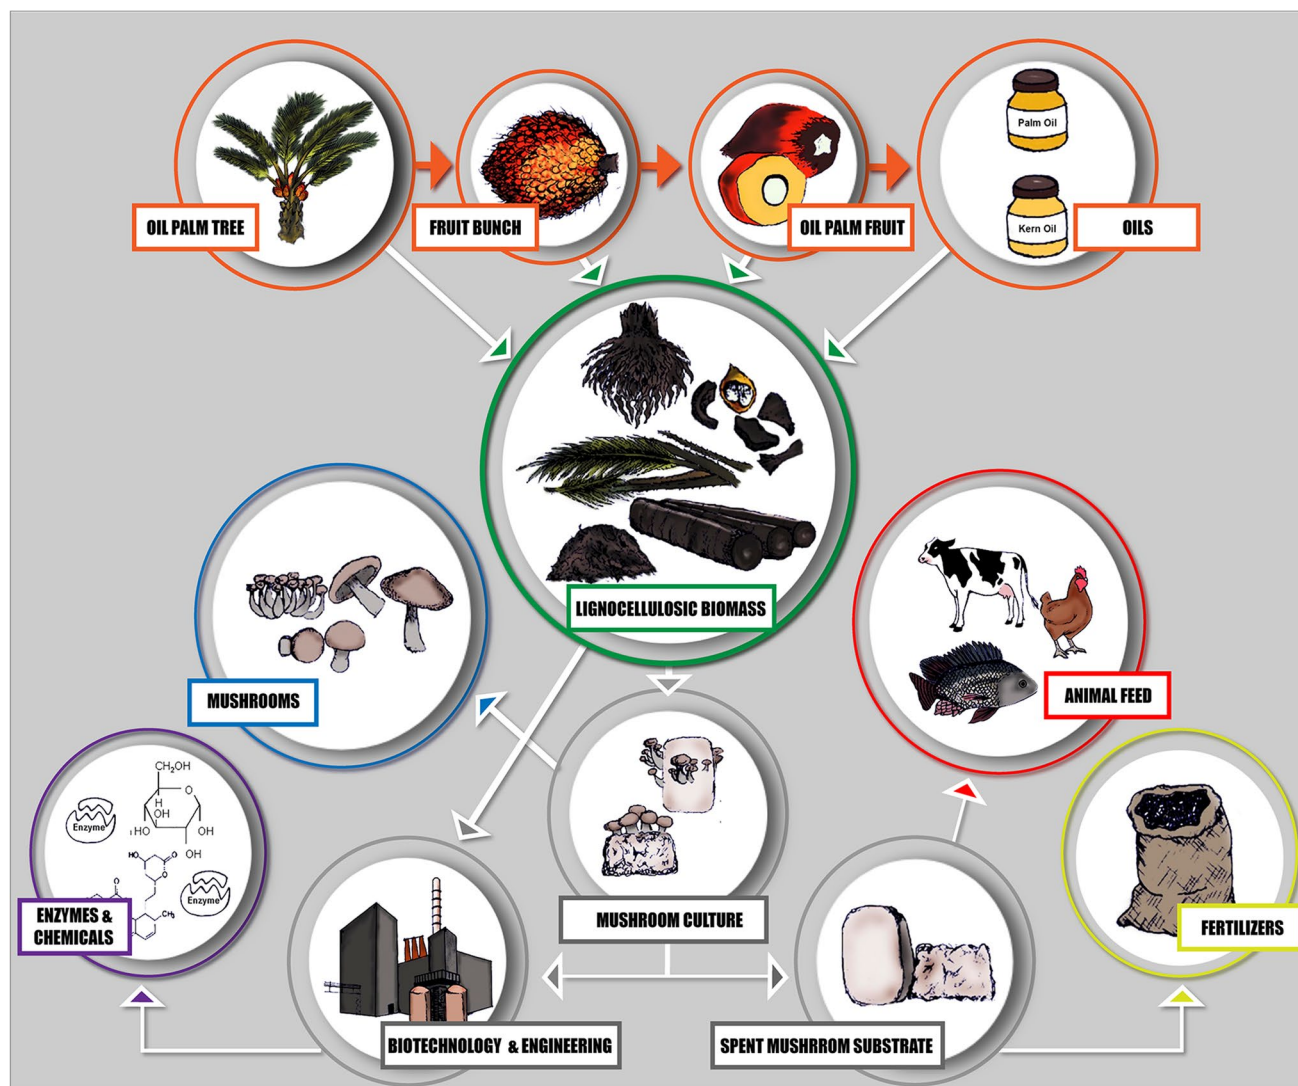 Palm Oil
Kern Oil
OIL PALM TREE
FRUIT BUNCH
OIL PALM FRUIT
OILS
LIGNOCELLULOSIC BIOMASS
MUSHROOMS
ANIMAL FEED
CH₂OH
O
H
OH
H
OH
OH
Enzyme
HO
O
O
O
CH₃
Enzyme
ENZYMES &
CHEMICALS
MUSHROOM CULTURE
FERTILIZERS
BIOTECHNOLOGY & ENGINEERING
SPENT MUSHRROM SUBSTRATE